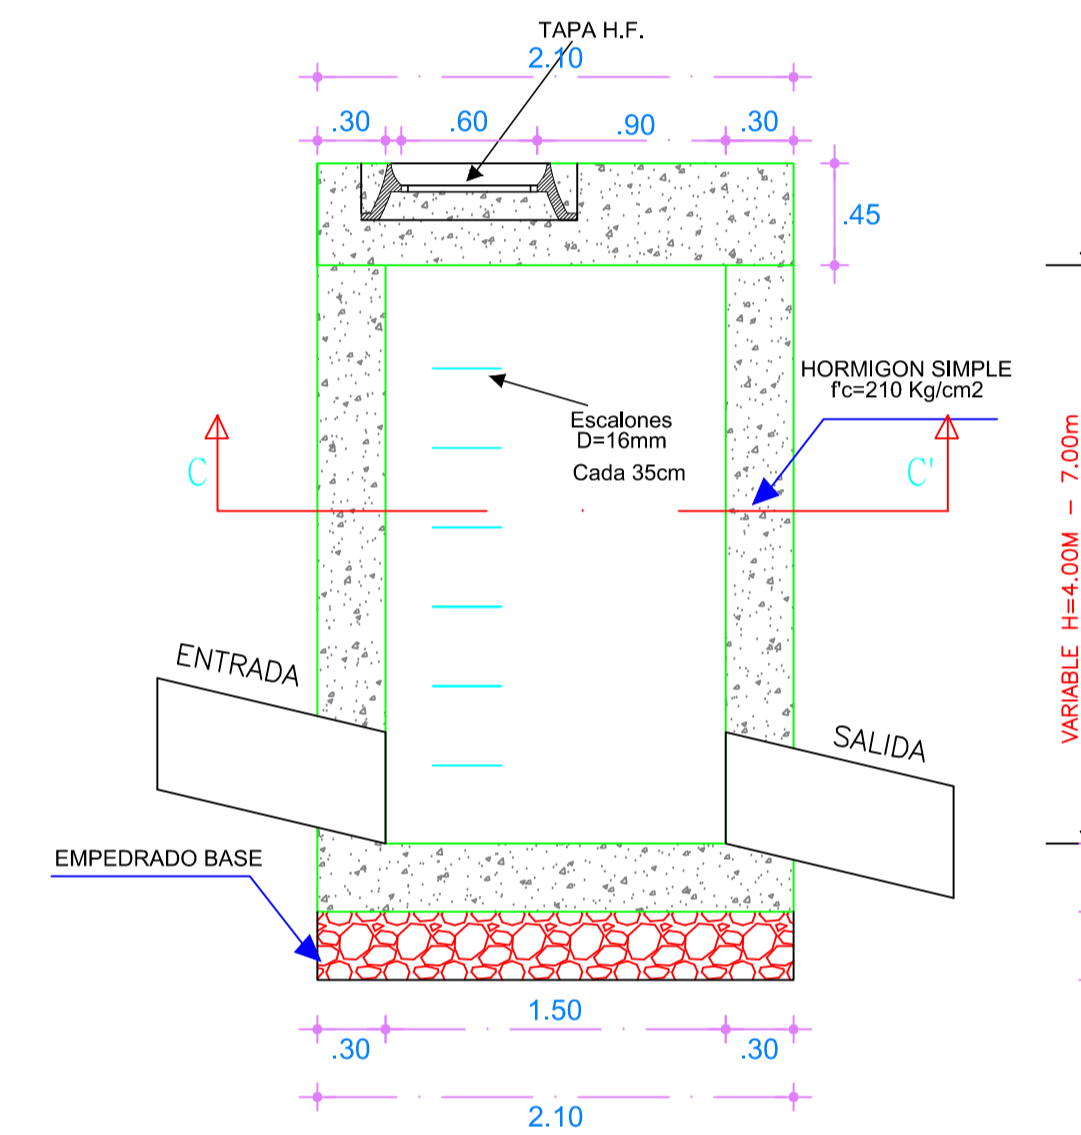 TAPA H.F.
2.10
.30
.60
.90
.30
.45
HORMIGON SIMPLE
f'c=210 Kg/cm2
Escalones
D=16mm
Cada 35cm
C
C'
VARIABLE H=4.00M - 7.00m
ENTRADA
SALIDA
EMPEDRADO BASE
1.50
.30
.30
2.10